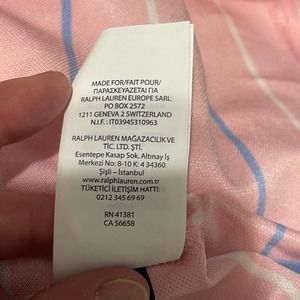 MADE FOR/FAIT POUR/
ΠΑΡΑΣΚΕΥΑΖΕΤΑΙ ΓΙΑ
RALPH LAUREN EUROPE SARL
PO BOX 2572
1211 GENEVA 2 SWITZERLAND
N.I.F. : IT03945310963
RALPH LAUREN MAĞAZACILIK VE
TİC. LTD. ŞTİ.
Esentepe Kasap Sok. Altınay İş
Merkezi No: 8-10 K: 4 34360
Şişli – İstanbul
www.ralphlauren.com.tr
TÜKETİCİ İLETİŞİM HATTI:
0212 345 69 69
RN 41381
CA 56658